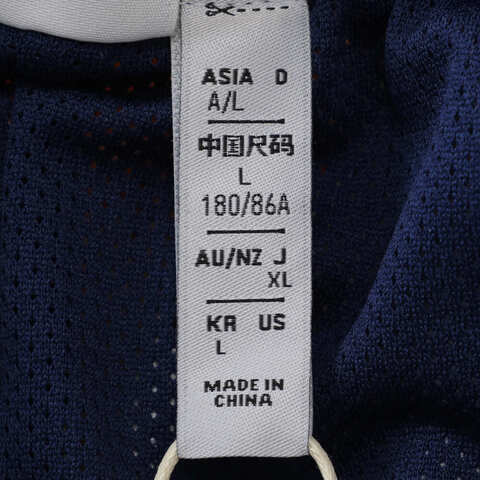 ASIA D
A/L
中国尺码
L
180/86A
AU/NZ J
XL
KR US
L
MADE IN
CHINA